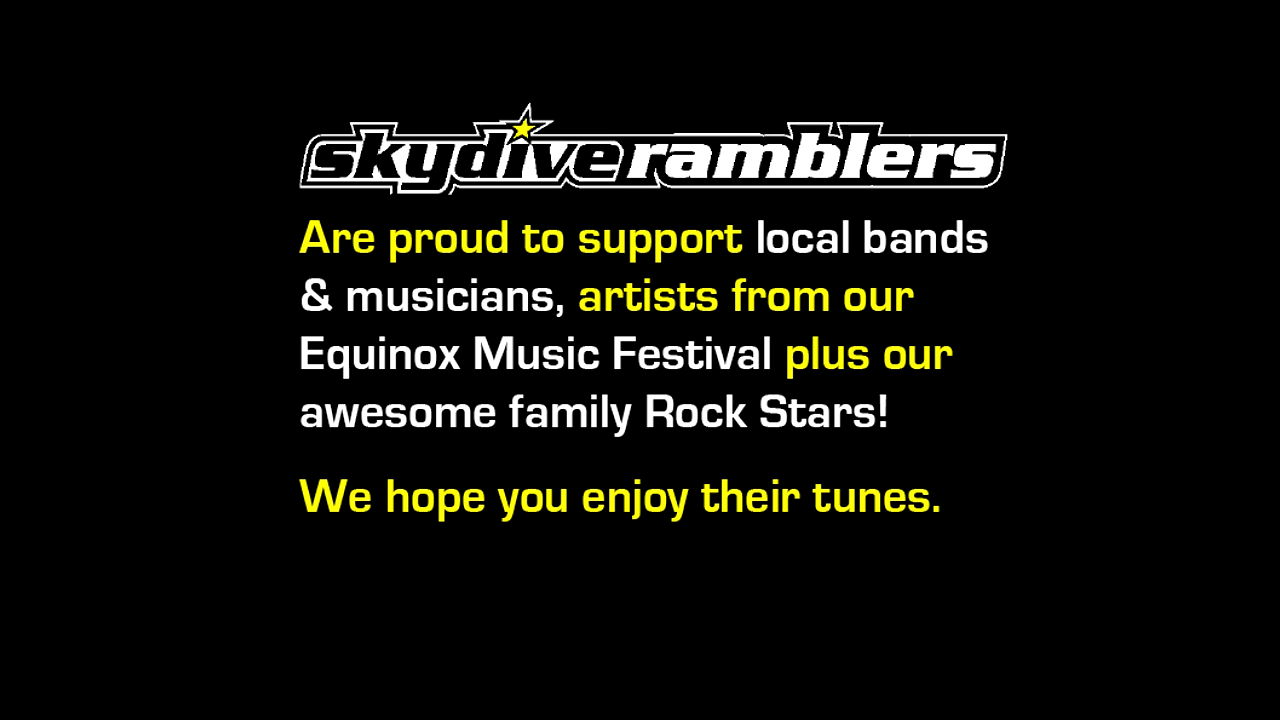 skydiveramblers
Are proud to support local bands
& musicians, artists from our
Equinox Music Festival plus our
awesome family Rock Stars!
We hope you enjoy their tunes.